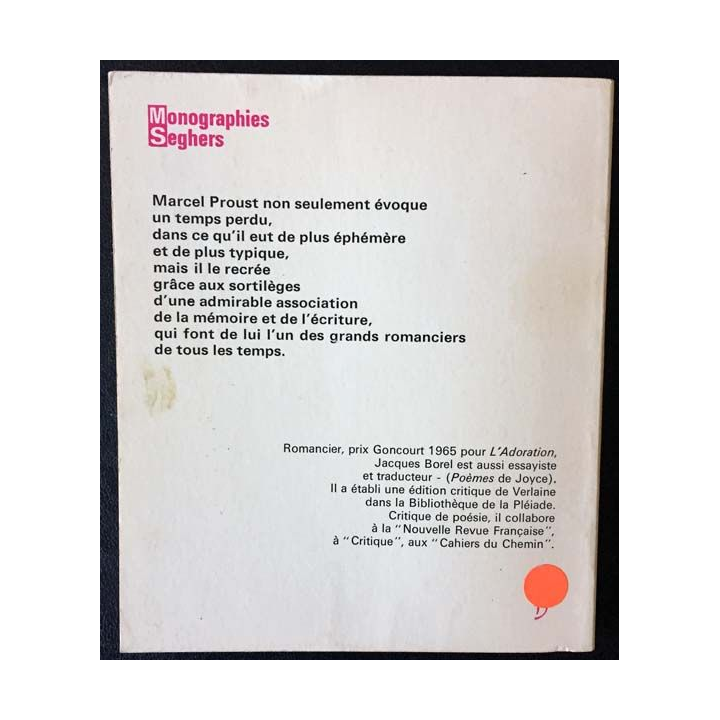 Monographies
Seghers
Marcel Proust non seulement évoque
un temps perdu,
dans ce qu'il eut de plus éphémère
et de plus typique,
mais il le recrée
grâce aux sortilèges
d'une admirable association
de la mémoire et de l'écriture,
qui font de lui l'un des grands romanciers
de tous les temps.
Romancier, prix Goncourt 1965 pour L'Adoration,
Jacques Borel est aussi essayiste
et traducteur - (Poèmes de Joyce).
Il a établi une édition critique de Verlaine
dans la Bibliothèque de la Pléiade.
Critique de poésie, il collabore
à la "Nouvelle Revue Française",
à "Critique", aux "Cahiers du Chemin".